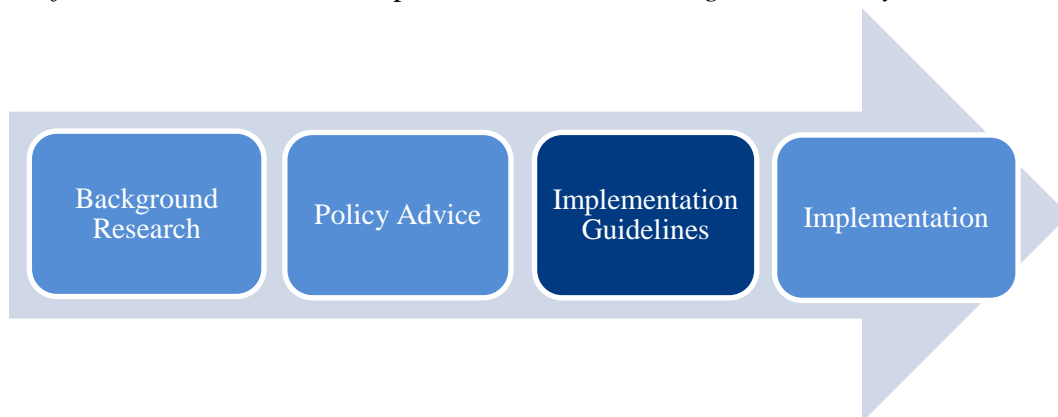 Background
Research
Policy Advice
Implementation
Guidelines
Implementation